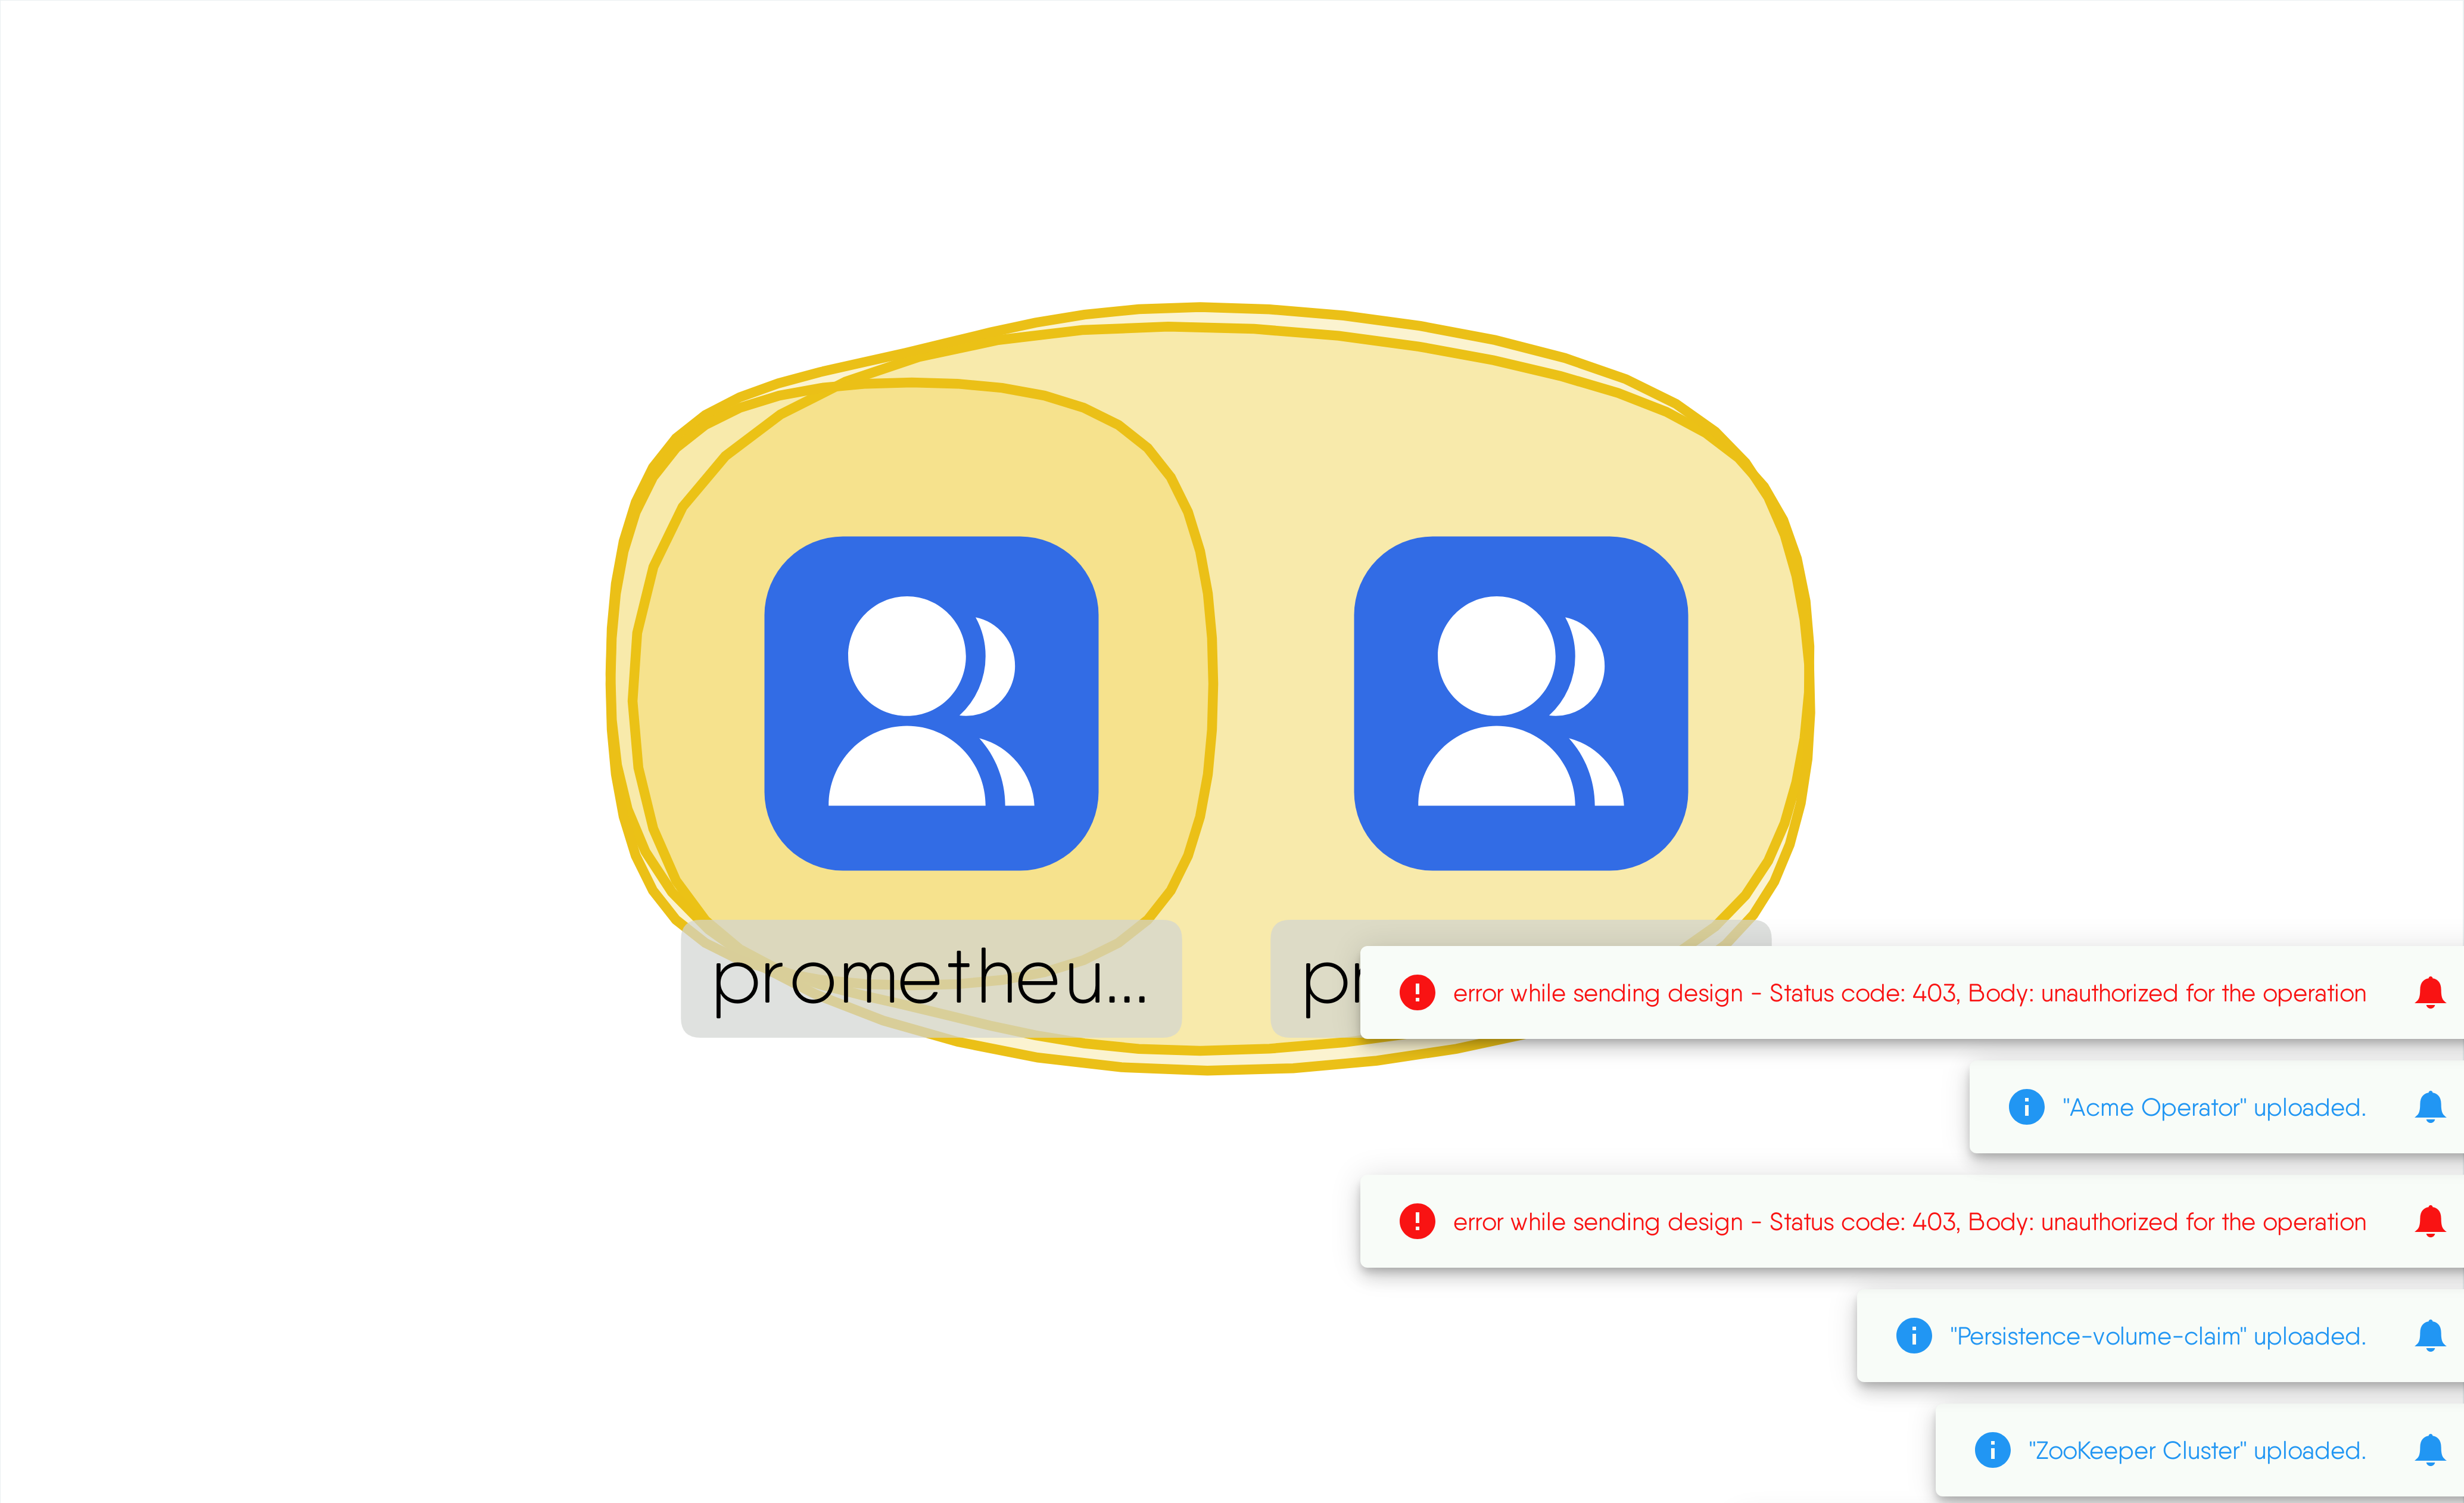 prometheu...
error while sending design - Status code: 403, Body: unauthorized for the operation
"Acme Operator" uploaded.
error while sending design - Status code: 403, Body: unauthorized for the operation
"Persistence-volume-claim" uploaded.
"ZooKeeper Cluster" uploaded.